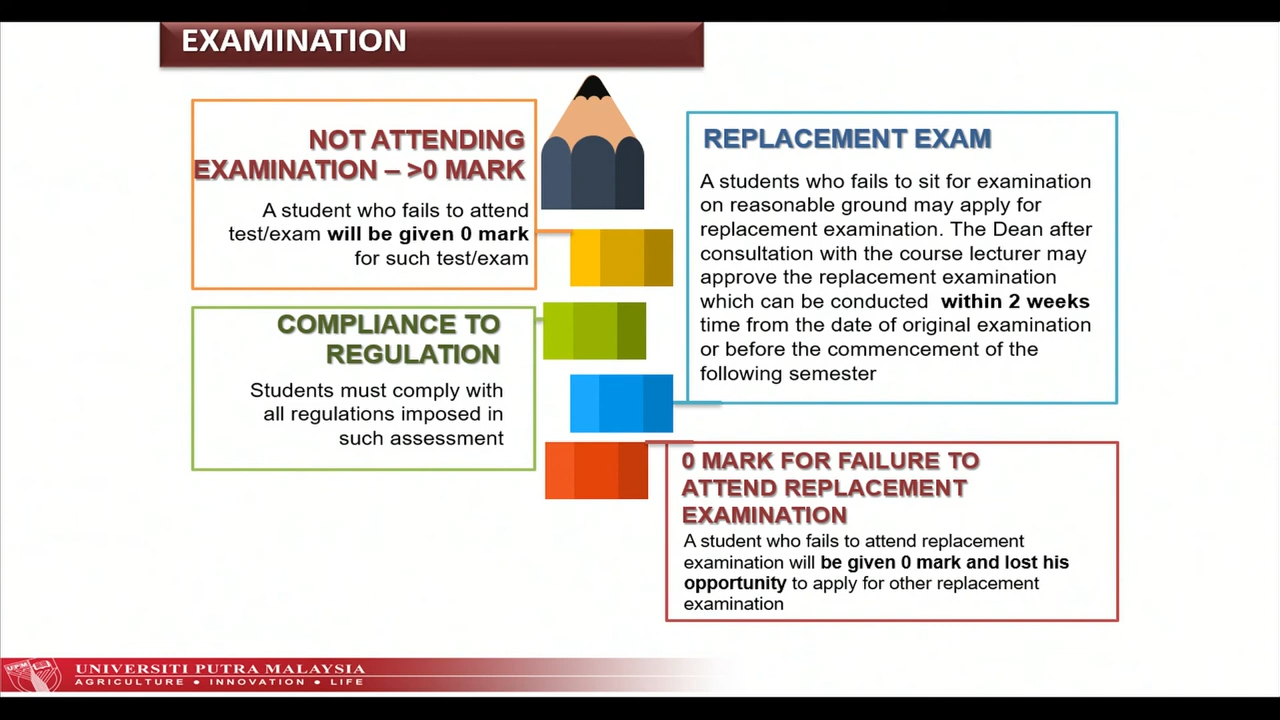 EXAMINATION
NOT ATTENDING
EXAMINATION – >0 MARK
A student who fails to attend
test/exam will be given 0 mark
for such test/exam
COMPLIANCE TO
REGULATION
Students must comply with
all regulations imposed in
such assessment
REPLACEMENT EXAM
A students who fails to sit for examination
on reasonable ground may apply for
replacement examination. The Dean after
consultation with the course lecturer may
approve the replacement examination
which can be conducted within 2 weeks
time from the date of original examination
or before the commencement of the
following semester
0 MARK FOR FAILURE TO
ATTEND REPLACEMENT
EXAMINATION
A student who fails to attend replacement
examination will be given 0 mark and lost his
opportunity to apply for other replacement
examination
UPM
UNIVERSITI PUTRA MALAYSIA
AGRICULTURE • INNOVATION • LIFE